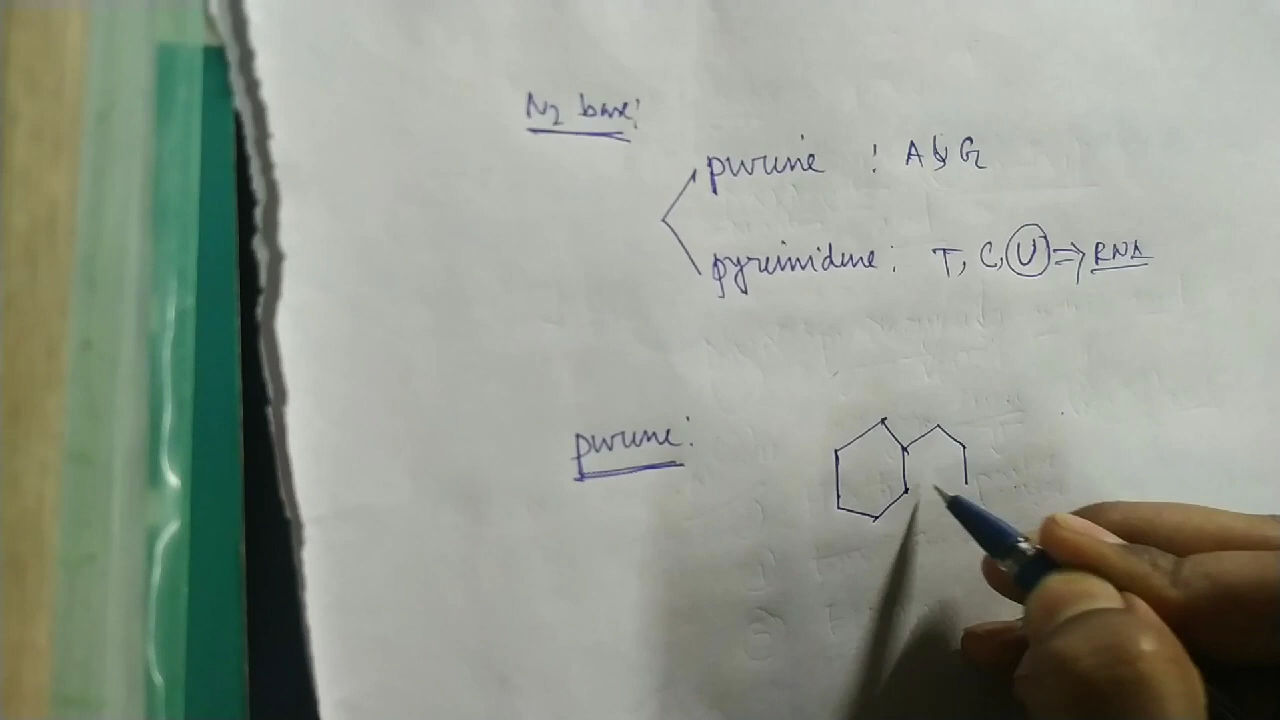 N2 base:
purine : A & G
pyrimidine : T, C, U ⇒ RNA
purine: